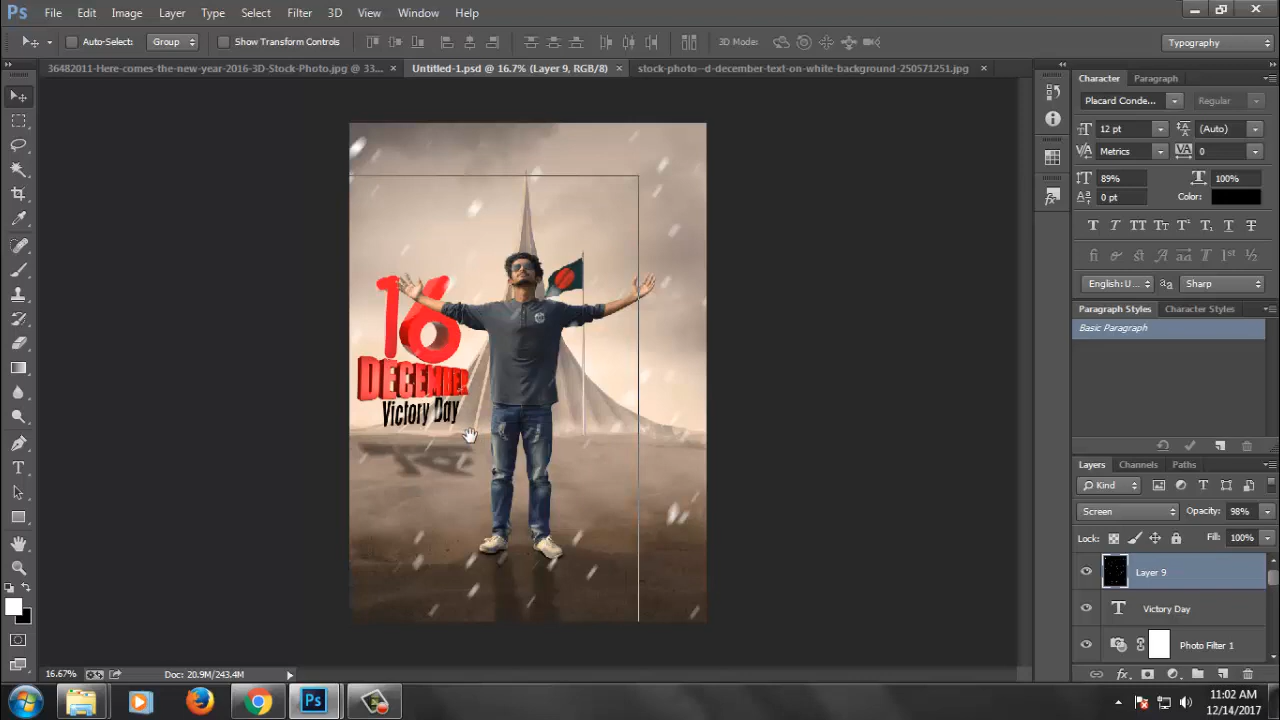 Ps File Edit Image Layer Type Select Filter 3D View Window Help
Auto-Select: Group Show Transform Controls 3D Mode: Typography
36482011-Here-comes-the-new-year-2016-3D-Stock-Photo.jpg @ 33... × Untitled-1.psd @ 16.7% (Layer 9, RGB/8) × stock-photo--d-december-text-on-white-background-250571251.jpg ×
Character Paragraph
Placard Conde... Regular
12 pt (Auto)
Metrics 0
89% 100%
0 pt Color:
English: U... Sharp
Paragraph Styles Character Styles
Basic Paragraph
16
DECEMBER
Victory Day
Layers Channels Paths
Kind
Screen Opacity: 98%
Lock: Fill: 100%
Layer 9
Victory Day
Photo Filter 1
16.67% Doc: 20.9M/243.4M
Ps
11:02 AM
12/14/2017